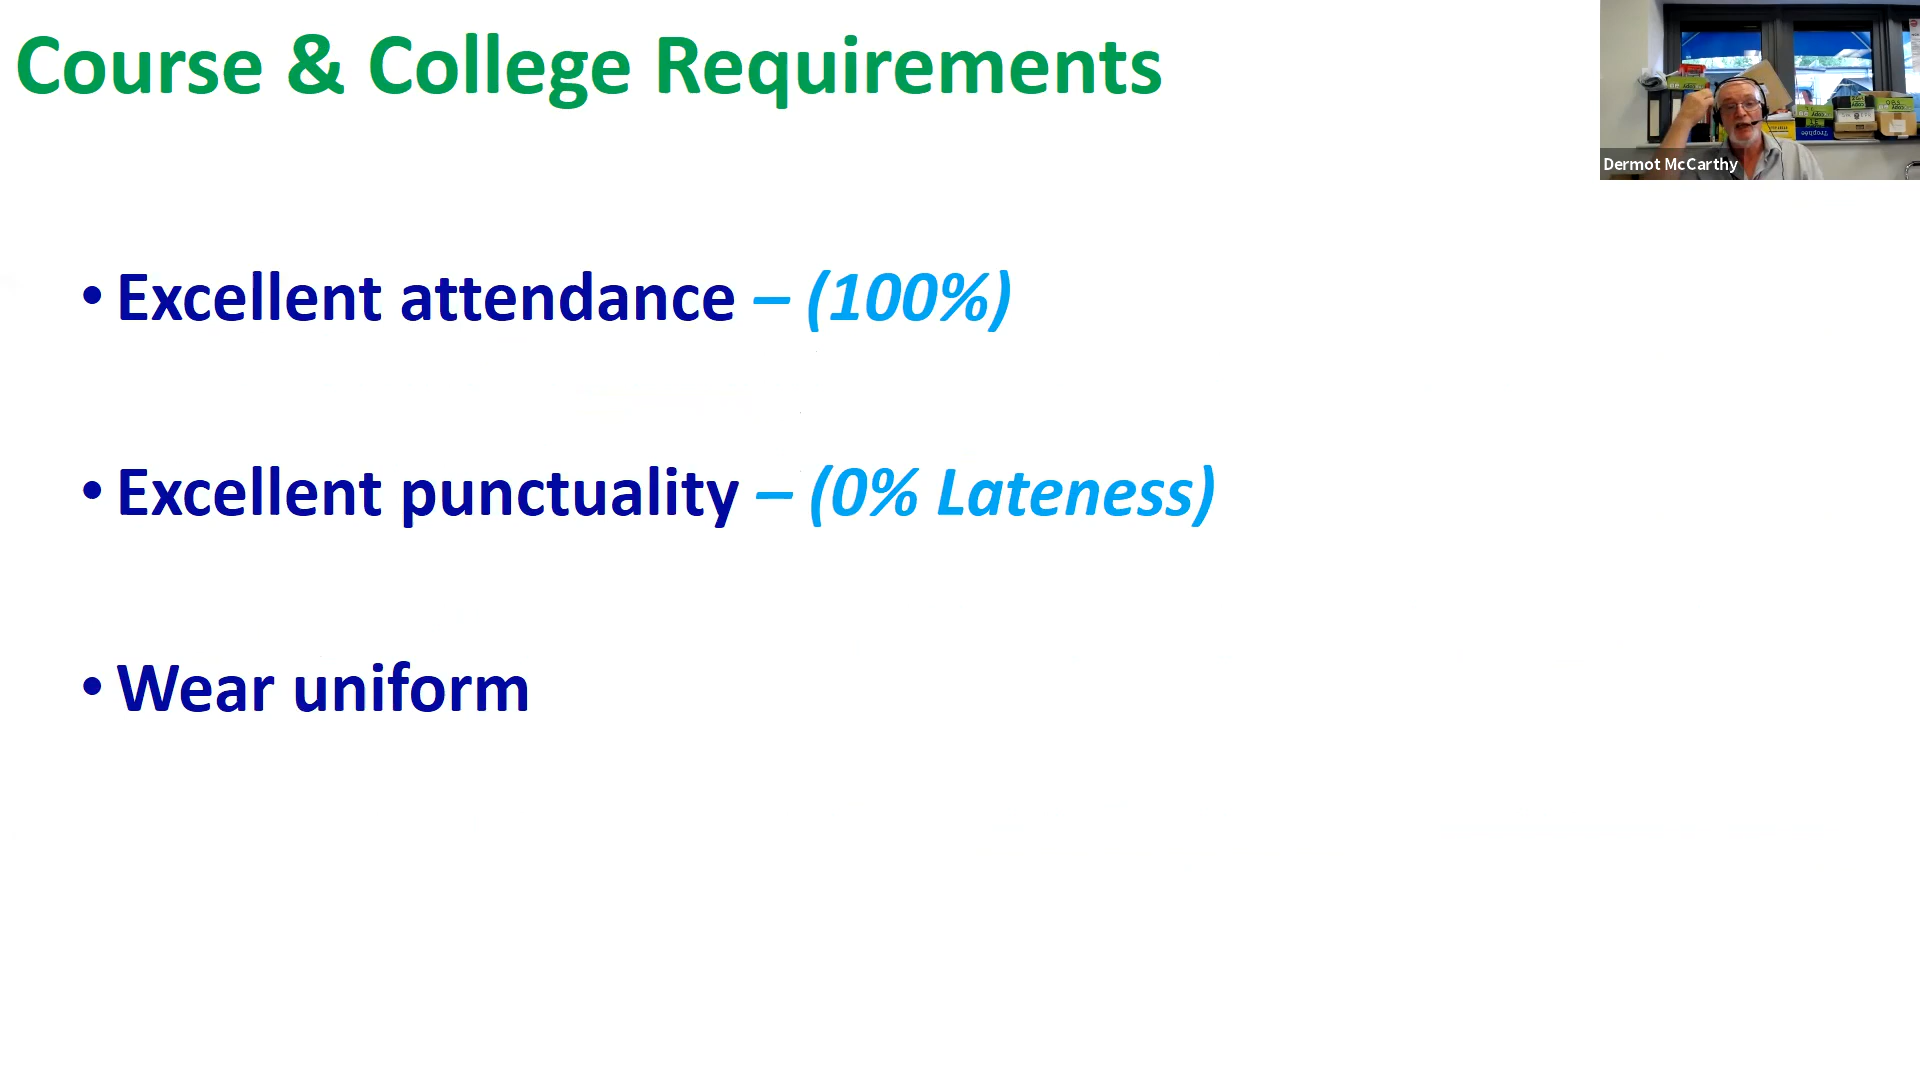 Course & College Requirements
Dermot McCarthy
• Excellent attendance – (100%)
• Excellent punctuality – (0% Lateness)
• Wear uniform